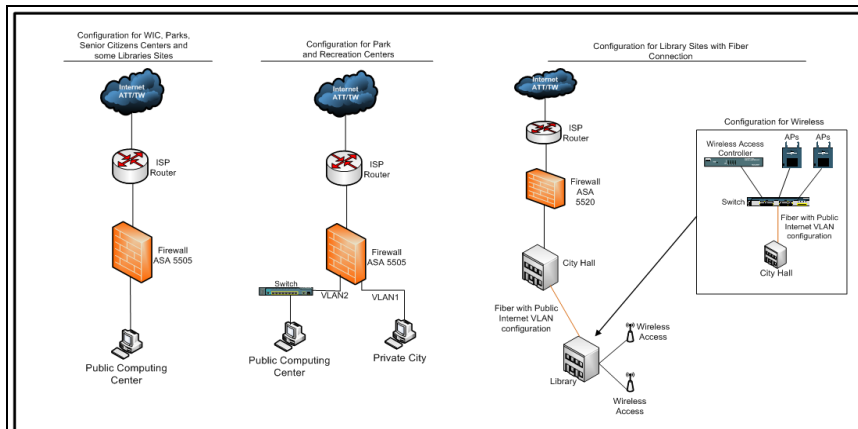 Configuration for WIC, Parks,
Senior Citizens Centers and
some Libraries Sites
Internet
ATT/TW
ISP
Router
Firewall
ASA 5505
Public Computing
Center
Configuration for Park
and Recreation Centers
Internet
ATT/TW
ISP
Router
Firewall
ASA 5505
Switch
VLAN2
VLAN1
Public Computing
Center
Private City
Configuration for Library Sites with Fiber
Connection
Internet
ATT/TW
ISP
Router
Firewall
ASA
5520
City Hall
Fiber with Public
Internet VLAN
configuration
Library
Wireless
Access
Wireless
Access
Configuration for Wireless
Wireless Access
Controller
APs
APs
Switch
Fiber with Public
Internet VLAN
configuration
City Hall